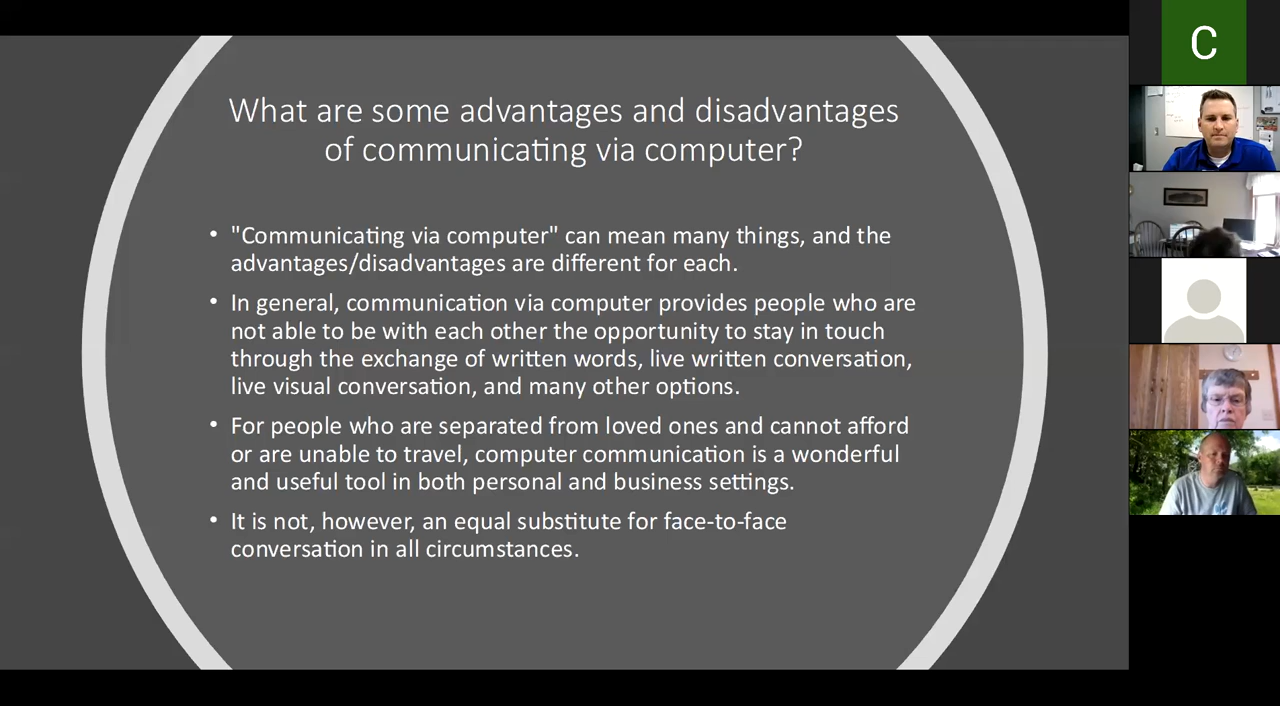 What are some advantages and disadvantages
of communicating via computer?
• "Communicating via computer" can mean many things, and the
advantages/disadvantages are different for each.
• In general, communication via computer provides people who are
not able to be with each other the opportunity to stay in touch
through the exchange of written words, live written conversation,
live visual conversation, and many other options.
• For people who are separated from loved ones and cannot afford
or are unable to travel, computer communication is a wonderful
and useful tool in both personal and business settings.
• It is not, however, an equal substitute for face-to-face
conversation in all circumstances.
C